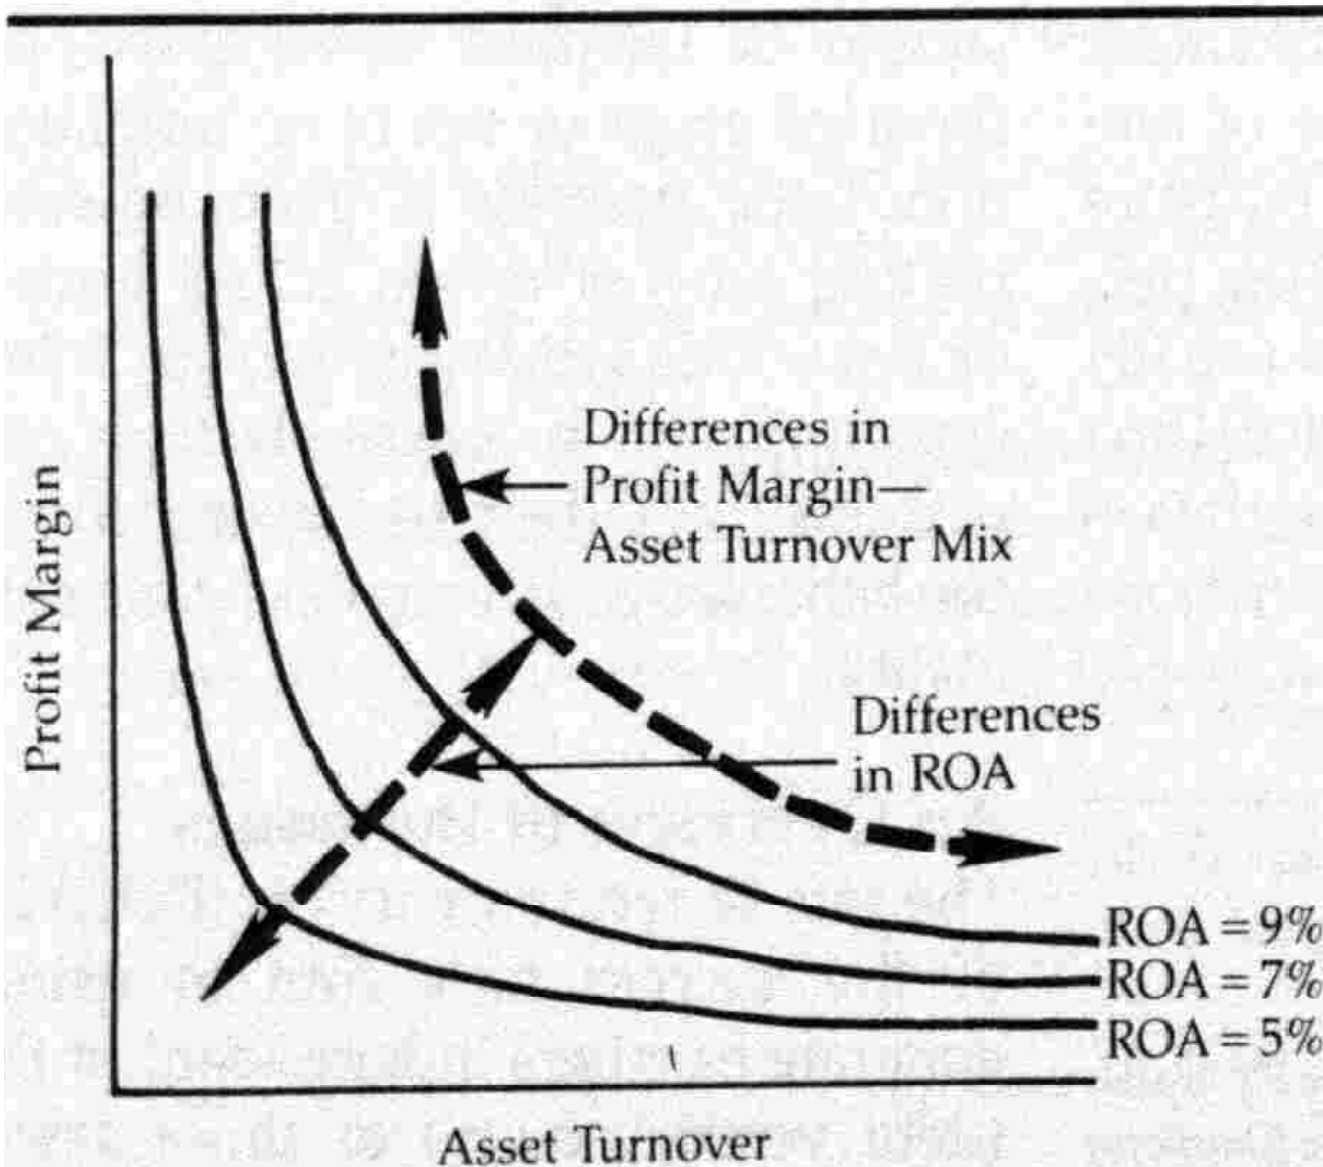 Differences in
Profit Margin—
Asset Turnover Mix
Differences
in ROA
Profit Margin
ROA = 9%
ROA = 7%
ROA = 5%
Asset Turnover